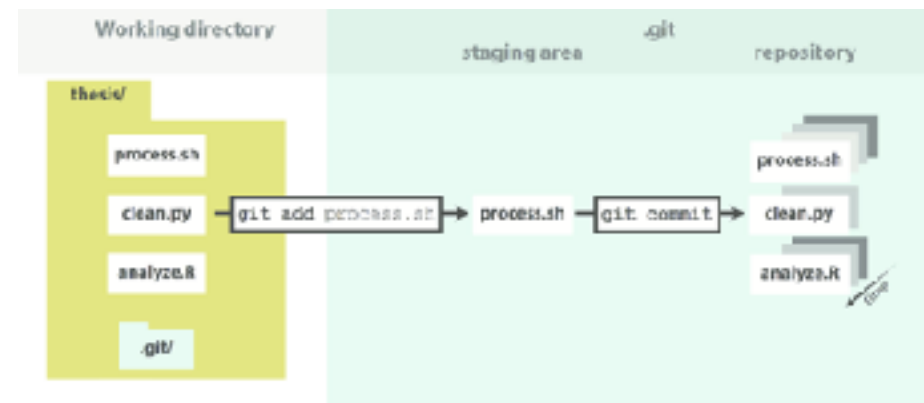 Working directory
.git
staging area
repository
thesis/
process.sh
clean.py
analyze.R
.git/
git add process.sh
process.sh
git commit
process.sh
clean.py
analyze.R
time